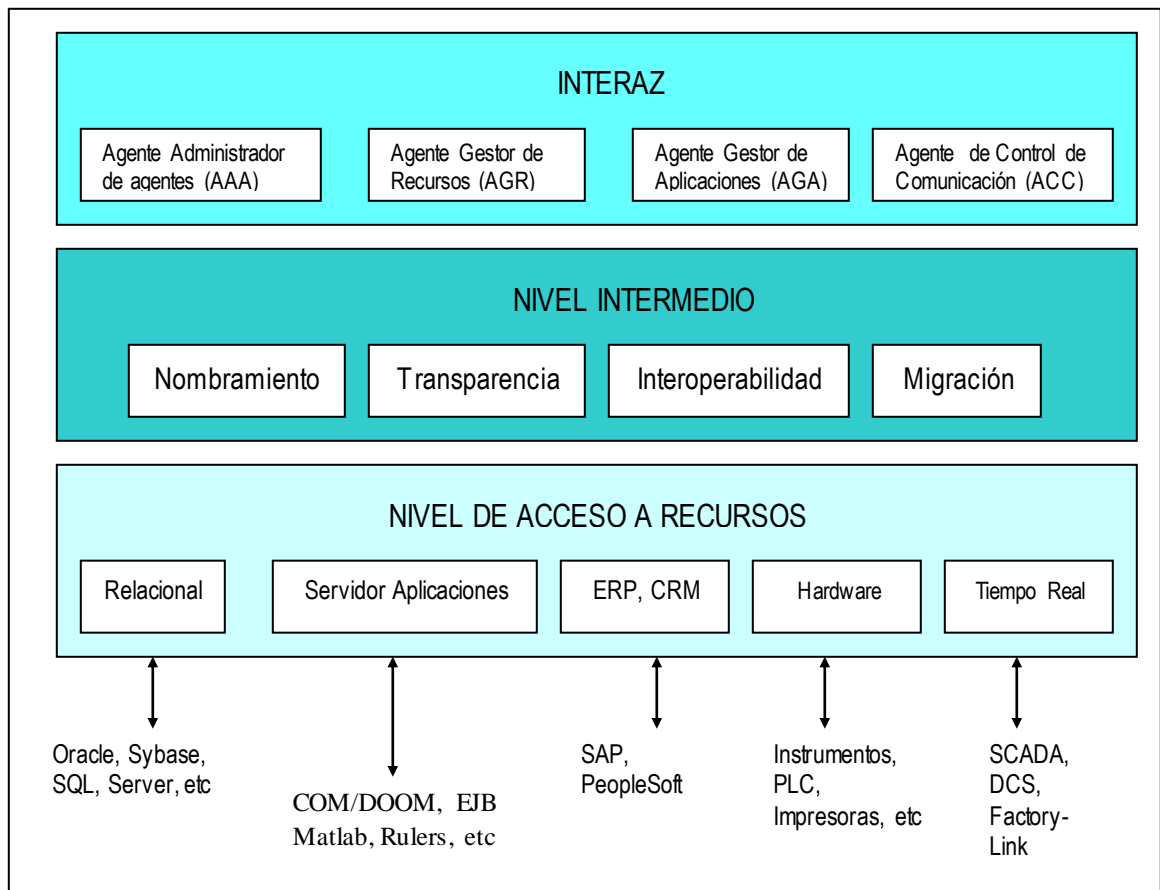 INTERAZ
Agente Administrador
de agentes (AAA)
Agente Gestor de
Recursos (AGR)
Agente Gestor de
Aplicaciones (AGA)
Agente de Control de
Comunicación (ACC)
NIVEL INTERMEDIO
Nombramiento
Transparencia
Interoperabilidad
Migración
NIVEL DE ACCESO A RECURSOS
Relacional
Servidor Aplicaciones
ERP, CRM
Hardware
Tiempo Real
Oracle, Sybase,
SQL, Server, etc
COM/DOOM, EJB
Matlab, Rulers, etc
SAP,
PeopleSoft
Instrumentos,
PLC,
Impresoras, etc
SCADA,
DCS,
Factory-
Link